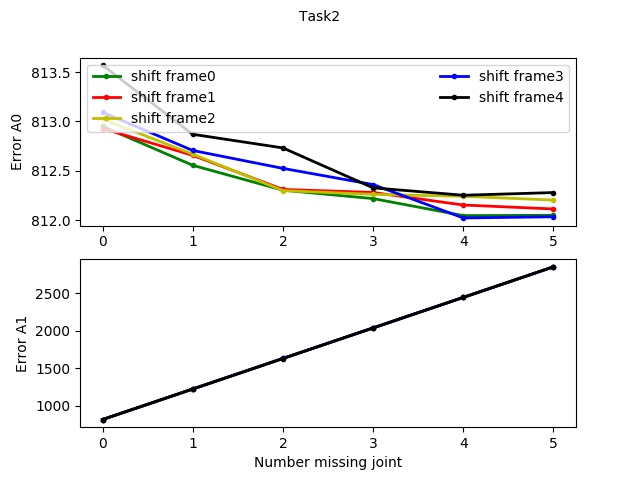 Task2
Error A0
813.5
813.0
812.5
812.0
shift frame0
shift frame1
shift frame2
shift frame3
shift frame4
0 1 2 3 4 5
Error A1
2500
2000
1500
1000
0 1 2 3 4 5
Number missing joint